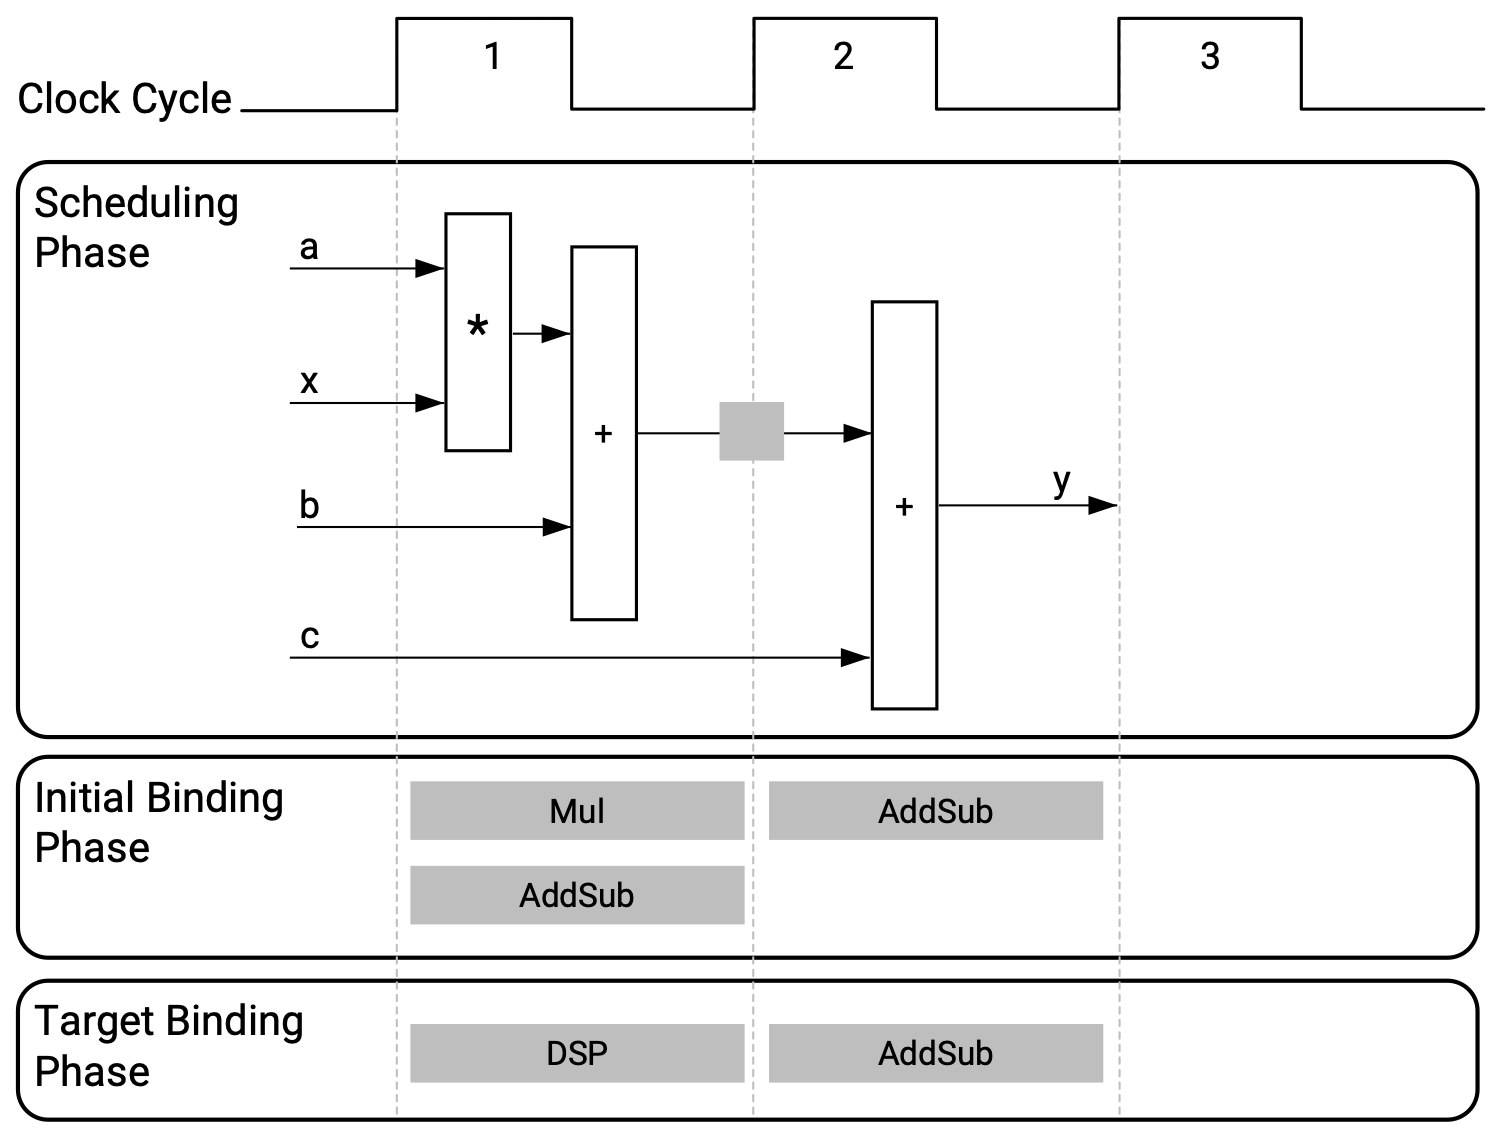 1
2
3
Clock Cycle
Scheduling
Phase
a
*
x
+
b
+
y
c
Initial Binding
Phase
Mul
AddSub
AddSub
Target Binding
Phase
DSP
AddSub